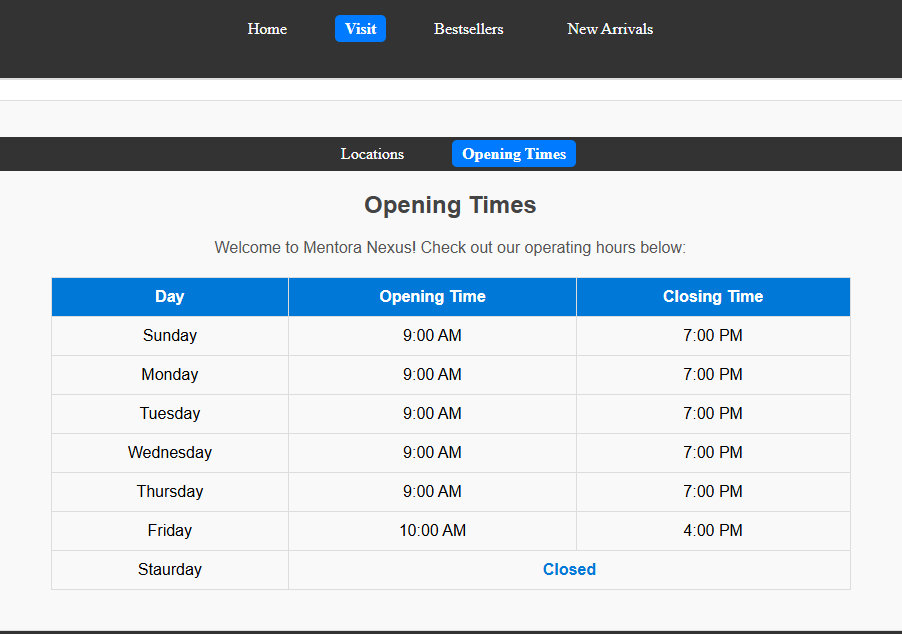 Home Visit Bestsellers New Arrivals
Locations Opening Times
Opening Times
Welcome to Mentora Nexus! Check out our operating hours below:
Day Opening Time Closing Time
Sunday 9:00 AM 7:00 PM
Monday 9:00 AM 7:00 PM
Tuesday 9:00 AM 7:00 PM
Wednesday 9:00 AM 7:00 PM
Thursday 9:00 AM 7:00 PM
Friday 10:00 AM 4:00 PM
Staurday Closed